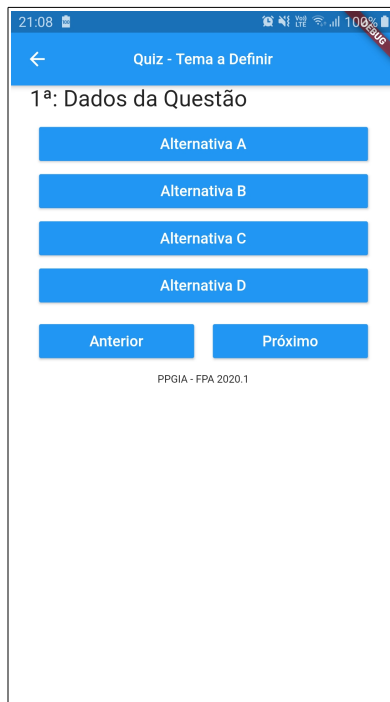 21:08 100%
DEBUG
Quiz - Tema a Definir
1ª: Dados da Questão
Alternativa A
Alternativa B
Alternativa C
Alternativa D
Anterior Próximo
PPGIA - FPA 2020.1